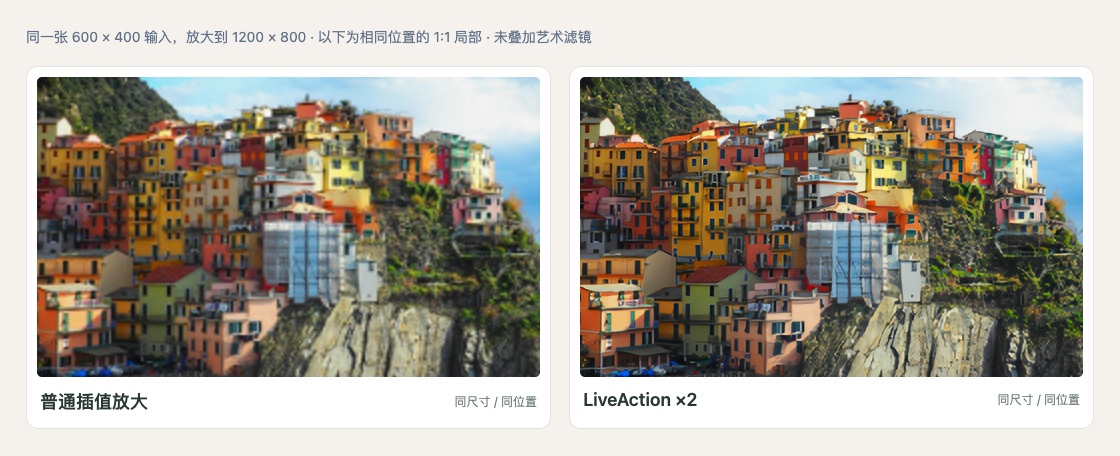 同一张 600 × 400 输入，放大到 1200 × 800 · 以下为相同位置的 1:1 局部 · 未叠加艺术滤镜
普通插值放大
同尺寸 / 同位置
LiveAction ×2
同尺寸 / 同位置